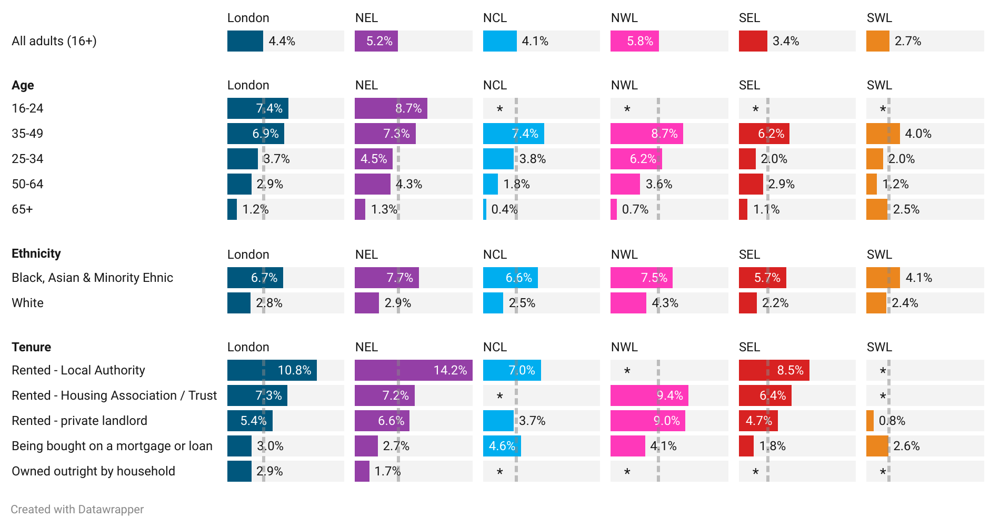 London NEL NCL NWL SEL SWL
All adults (16+) 4.4% 5.2% 4.1% 5.8% 3.4% 2.7%
Age London NEL NCL NWL SEL SWL
16-24 7.4% 8.7% * * * *
35-49 6.9% 7.3% 7.4% 8.7% 6.2% 4.0%
25-34 3.7% 4.5% 3.8% 6.2% 2.0% 2.0%
50-64 2.9% 4.3% 1.8% 3.6% 2.9% 1.2%
65+ 1.2% 1.3% 0.4% 0.7% 1.1% 2.5%
Ethnicity London NEL NCL NWL SEL SWL
Black, Asian & Minority Ehnic 6.7% 7.7% 6.6% 7.5% 5.7% 4.1%
White 2.8% 2.9% 2.5% 4.3% 2.2% 2.4%
Tenure London NEL NCL NWL SEL SWL
Rented - Local Authority 10.8% 14.2% 7.0% * 8.5% *
Rented - Housing Association / Trust 7.3% 7.2% * 9.4% 6.4% *
Rented - private landlord 5.4% 6.6% 3.7% 9.0% 4.7% 0.8%
Being bought on a mortgage or loan 3.0% 2.7% 4.6% 4.1% 1.8% 2.6%
Owned outright by household 2.9% 1.7% * * * *
Created with Datawrapper